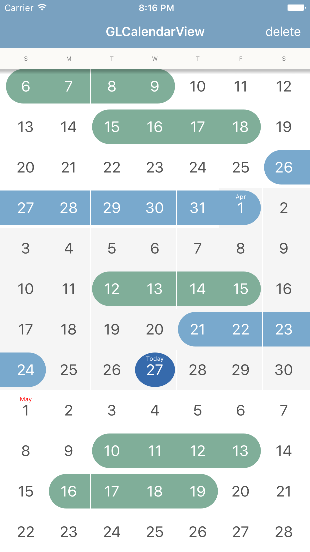 Carrier 8:16 PM
GLCalendarView delete
S M T W T F S
6 7 8 9 10 11 12
13 14 15 16 17 18 19
20 21 22 23 24 25 26
Apr
27 28 29 30 31 1 2
3 4 5 6 7 8 9
10 11 12 13 14 15 16
17 18 19 20 21 22 23
Today
24 25 26 27 28 29 30
May
1 2 3 4 5 6 7
8 9 10 11 12 13 14
15 16 17 18 19 20 21
22 23 24 25 26 27 28